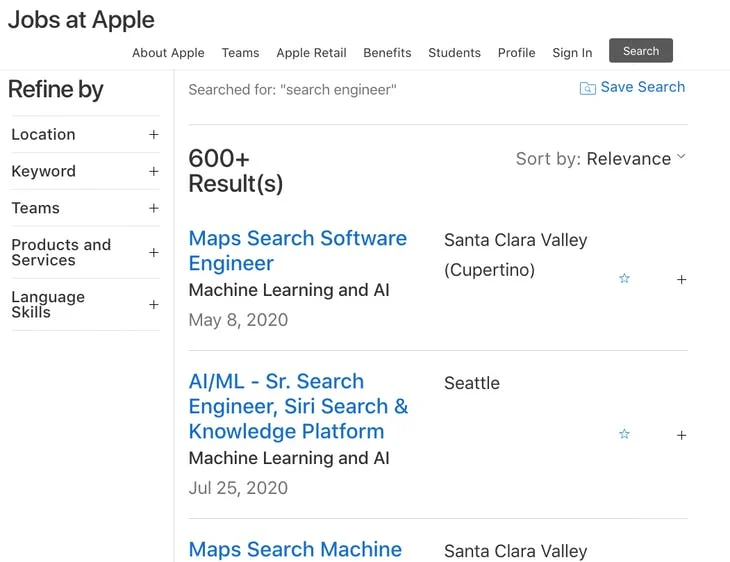 Jobs at Apple
About Apple Teams Apple Retail Benefits Students Profile Sign In Search
Refine by
Location +
Keyword +
Teams +
Products and
Services +
Language
Skills +
Searched for: "search engineer"
Save Search
600+
Result(s)
Sort by: Relevance
Maps Search Software
Engineer
Machine Learning and AI
May 8, 2020
Santa Clara Valley
(Cupertino)
+
AI/ML - Sr. Search
Engineer, Siri Search &
Knowledge Platform
Machine Learning and AI
Jul 25, 2020
Seattle
+
Maps Search Machine
Santa Clara Valley